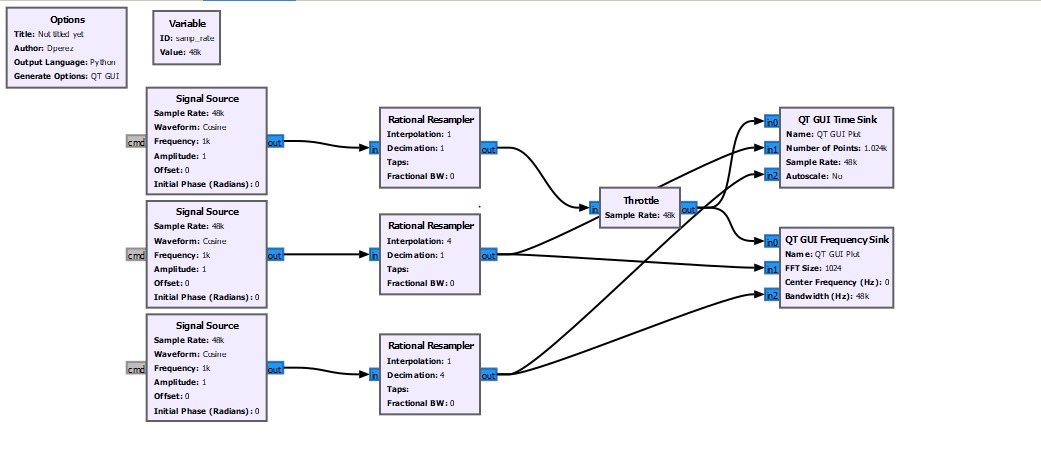 Options
Title: Not titled yet
Author: Dperez
Output Language: Python
Generate Options: QT GUI
Variable
ID: samp_rate
Value: 48k
Signal Source
Sample Rate: 48k
Waveform: Cosine
Frequency: 1k
Amplitude: 1
Offset: 0
Initial Phase (Radians): 0
cmd
out
Rational Resampler
Interpolation: 1
Decimation: 1
Taps:
Fractional BW: 0
in
out
Throttle
Sample Rate: 48k
in
out
QT GUI Time Sink
Name: QT GUI Plot
Number of Points: 1.024k
Sample Rate: 48k
Autoscale: No
in0
in1
in2
Signal Source
Sample Rate: 48k
Waveform: Cosine
Frequency: 1k
Amplitude: 1
Offset: 0
Initial Phase (Radians): 0
cmd
out
Rational Resampler
Interpolation: 4
Decimation: 1
Taps:
Fractional BW: 0
in
out
QT GUI Frequency Sink
Name: QT GUI Plot
FFT Size: 1024
Center Frequency (Hz): 0
Bandwidth (Hz): 48k
in0
in1
in2
Signal Source
Sample Rate: 48k
Waveform: Cosine
Frequency: 1k
Amplitude: 1
Offset: 0
Initial Phase (Radians): 0
cmd
out
Rational Resampler
Interpolation: 1
Decimation: 4
Taps:
Fractional BW: 0
in
out